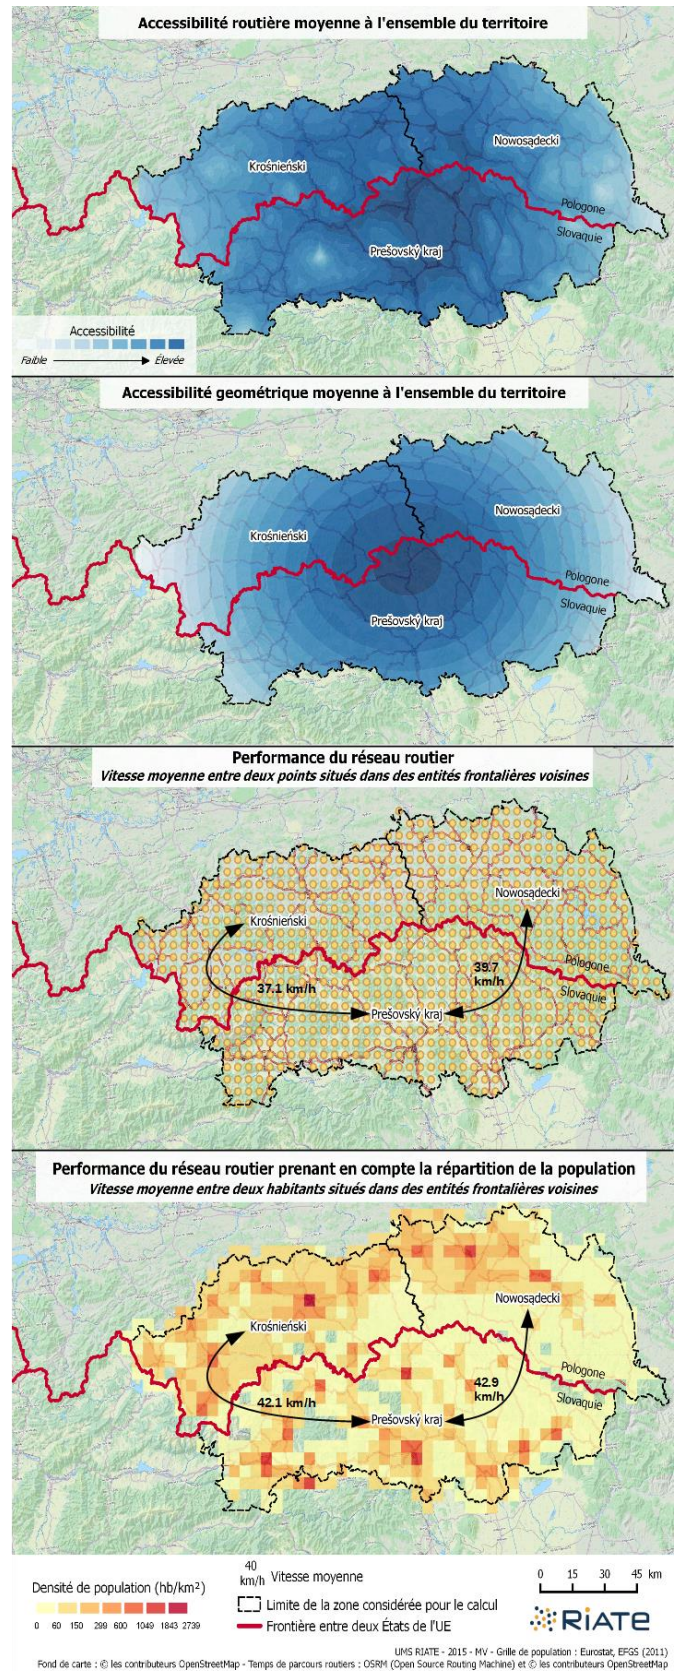 Accessibilité routière moyenne à l'ensemble du territoire
Nowosądecki
Krośnieński
Pologone
Slovaquie
Prešovský kraj
Accessibilité
Faible
Élevée
Accessibilité geométrique moyenne à l'ensemble du territoire
Nowosądecki
Krośnieński
Pologone
Slovaquie
Prešovský kraj
Performance du réseau routier
Vitesse moyenne entre deux points situés dans des entités frontalières voisines
Nowosądecki
Krośnieński
Pologone
39.7
km/h
37.1 km/h
Slovaquie
Prešovský kraj
Performance du réseau routier prenant en compte la répartition de la population
Vitesse moyenne entre deux habitants situés dans des entités frontalières voisines
Nowosądecki
Krośnieński
Pologone
42.9
km/h
42.1 km/h
Slovaquie
Prešovský kraj
Densité de population (hb/km²)
0 60 150 299 600 1049 1843 2739
40
km/h Vitesse moyenne
Limite de la zone considérée pour le calcul
Frontière entre deux États de l'UE
0 15 30 45 km
RIATE
UMS RIATE - 2015 - MV - Grille de population : Eurostat, EFGS (2011)
Fond de carte : © les contributeurs OpenStreetMap - Temps de parcours routiers : OSRM (Open Source Routing Machine) et © les contributeurs OpenStreetMap